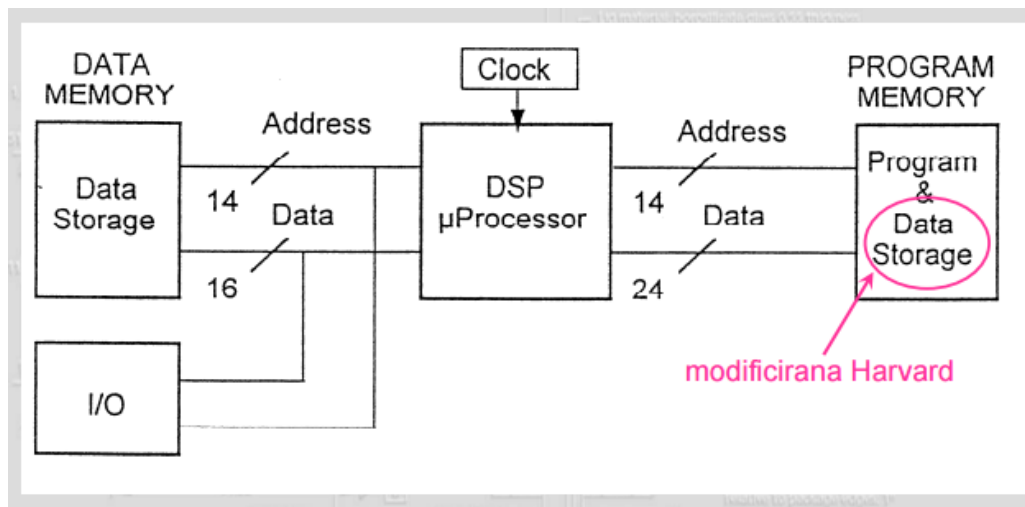 DATA
MEMORY
Clock
PROGRAM
MEMORY
Address
Address
Data
Storage
14
Data
16
DSP
µProcessor
14
Data
24
Program
&
Data
Storage
I/O
modificirana Harvard